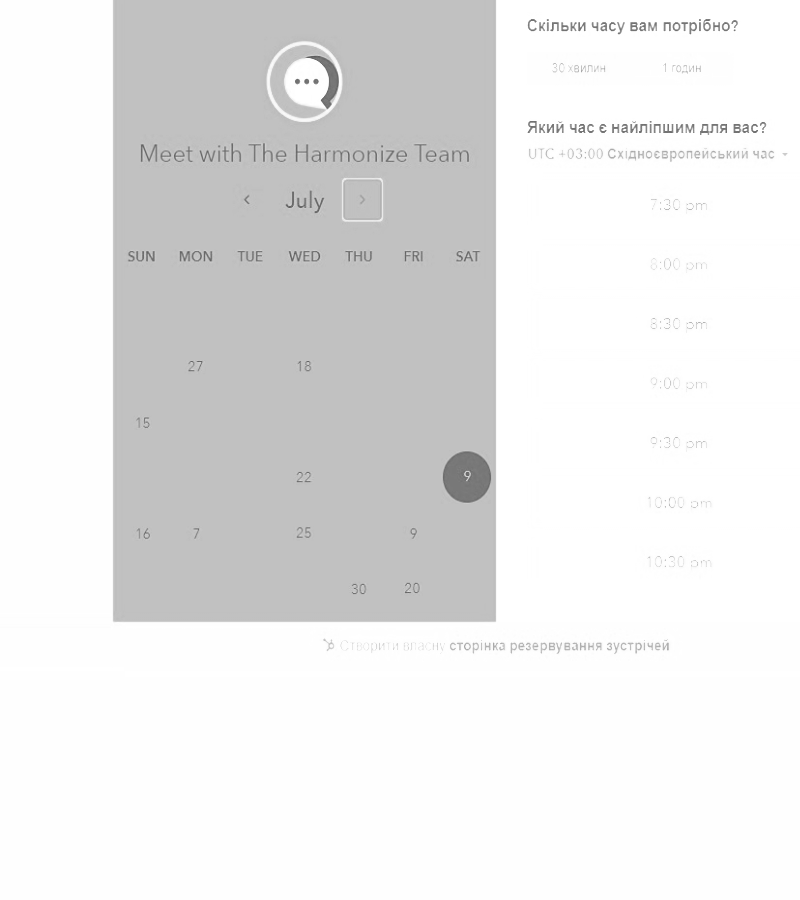 Meet with The Harmonize Team
July
SUN MON TUE WED THU FRI SAT
27 18
15
22 9
16 7 25 9
30 20
Скільки часу вам потрібно?
30 хвилин 1 годин
Який час є найліпшим для вас?
UTC +03:00 Східноєвропейський час
7:30 pm
8:00 pm
8:30 pm
9:00 pm
9:30 pm
10:00 pm
10:30 pm
Створити власну сторінка резервування зустрічей